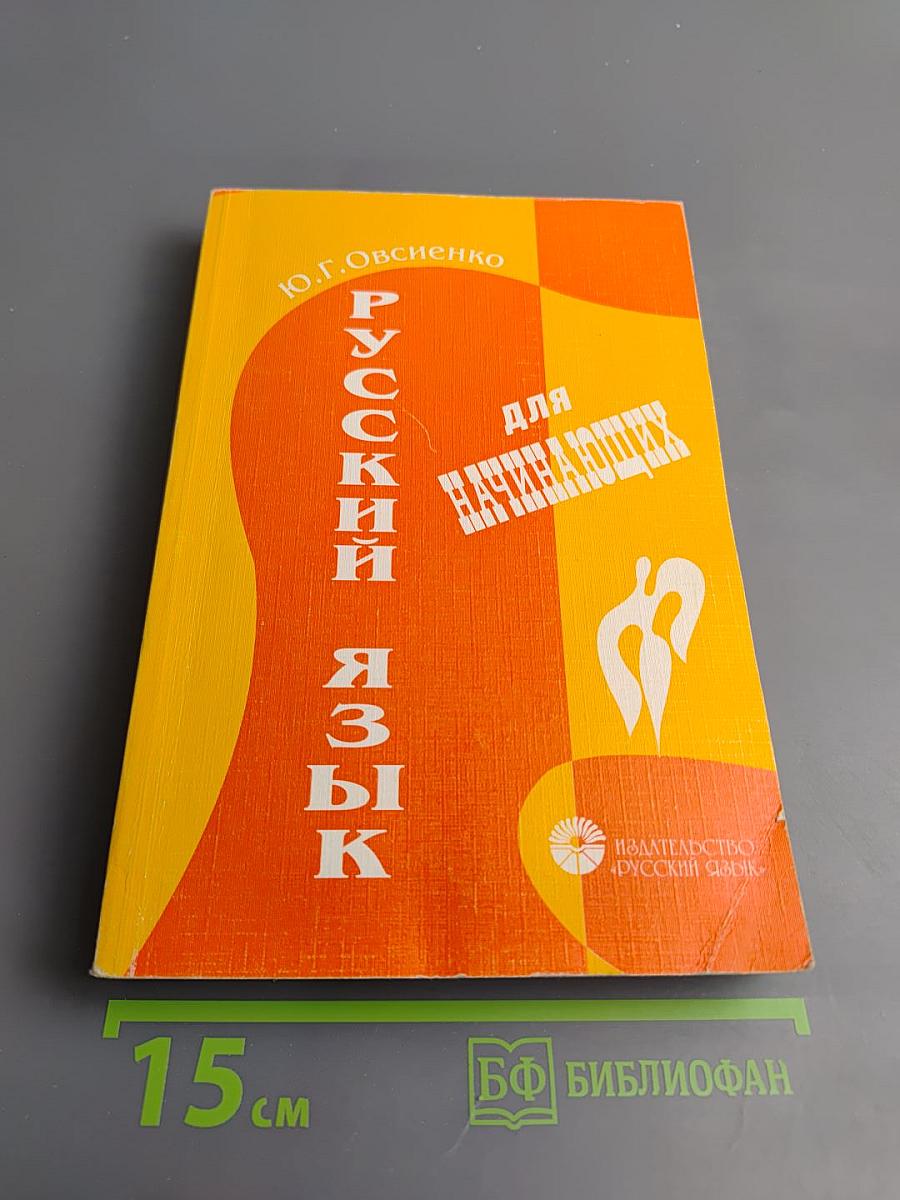 Ю.Г.Овсиенко
РУССКИЙ ЯЗЫК
для
НАЧИНАЮЩИХ
ИЗДАТЕЛЬСТВО
«РУССКИЙ ЯЗЫК»
15 см
БФ БИБЛИОФАН